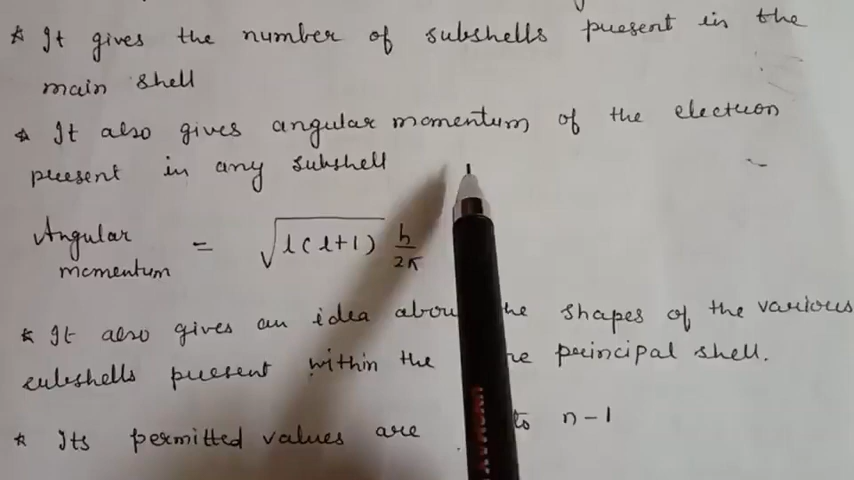 * It gives the number of subshells present in the
main shell
* It also gives angular momentum of the electron
present in any subshell
Angular momentum = √l(l+1) h/2π
* It also gives an idea the shapes of the various
subshells present within the principal shell.
* Its permitted values are to n-1